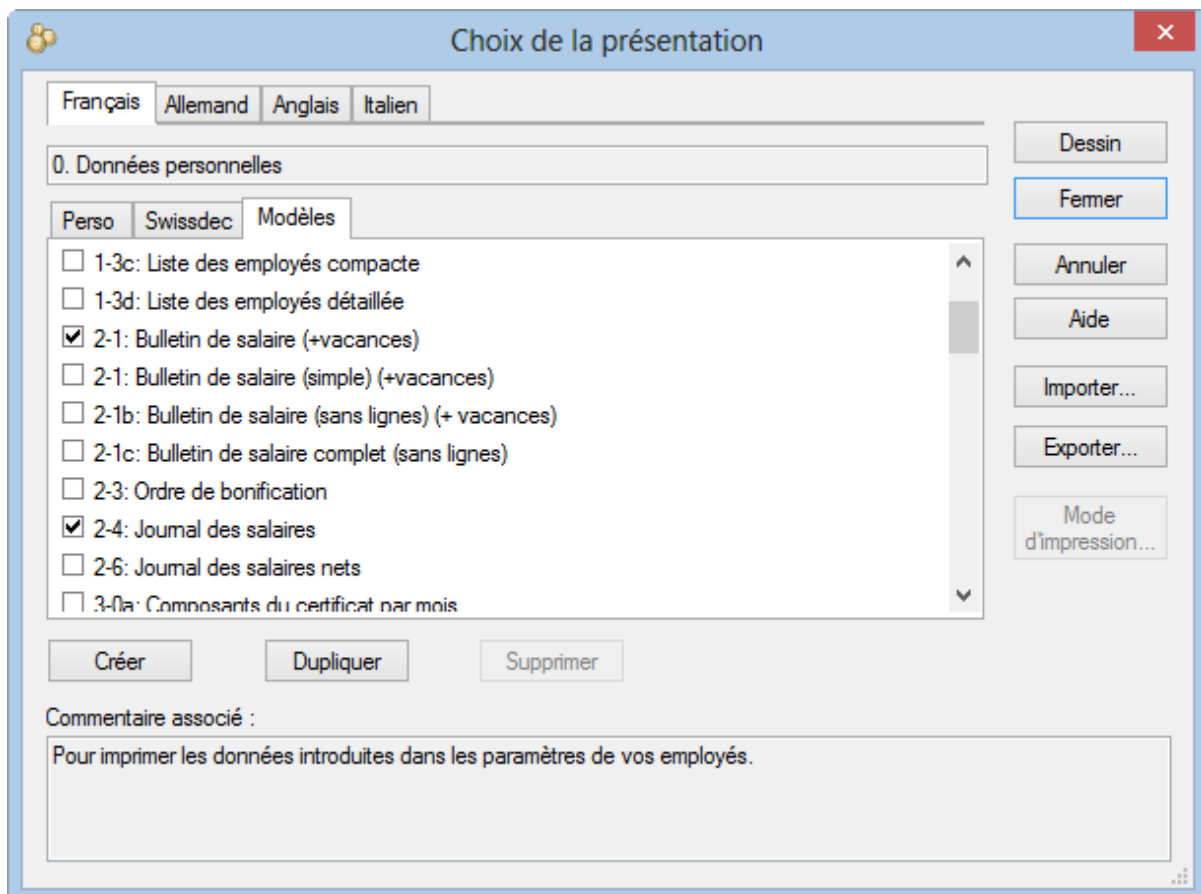 Choix de la présentation
Français Allemand Anglais Italien
0. Données personnelles
Perso Swissdec Modèles
1-3c: Liste des employés compacte
1-3d: Liste des employés détaillée
2-1: Bulletin de salaire (+vacances)
2-1: Bulletin de salaire (simple) (+vacances)
2-1b: Bulletin de salaire (sans lignes) (+ vacances)
2-1c: Bulletin de salaire complet (sans lignes)
2-3: Ordre de bonification
2-4: Journal des salaires
2-6: Journal des salaires nets
3-0a: Composants du certificat par mois
Dessin
Fermer
Annuler
Aide
Importer...
Exporter...
Mode
d'impression...
Créer Dupliquer Supprimer
Commentaire associé :
Pour imprimer les données introduites dans les paramètres de vos employés.